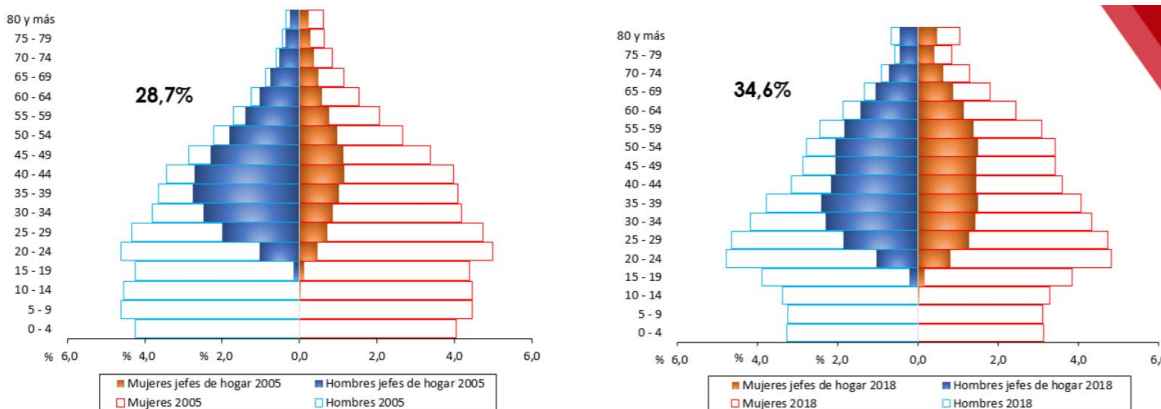 80 y más
75 - 79
70 - 74
65 - 69
60 - 64
55 - 59
50 - 54
45 - 49
40 - 44
35 - 39
30 - 34
25 - 29
20 - 24
15 - 19
10 - 14
5 - 9
0 - 4
28,7%
% 6,0 % 4,0 % 2,0 0,0 2,0 4,0 6,0
Mujeres jefes de hogar 2005 Hombres jefes de hogar 2005
Mujeres 2005 Hombres 2005
80 y más
75 - 79
70 - 74
65 - 69
60 - 64
55 - 59
50 - 54
45 - 49
40 - 44
35 - 39
30 - 34
25 - 29
20 - 24
15 - 19
10 - 14
5 - 9
0 - 4
34,6%
% 6,0 % 4,0 % 2,0 0,0 2,0 4,0 6,0
Mujeres jefes de hogar 2018 Hombres jefes de hogar 2018
Mujeres 2018 Hombres 2018